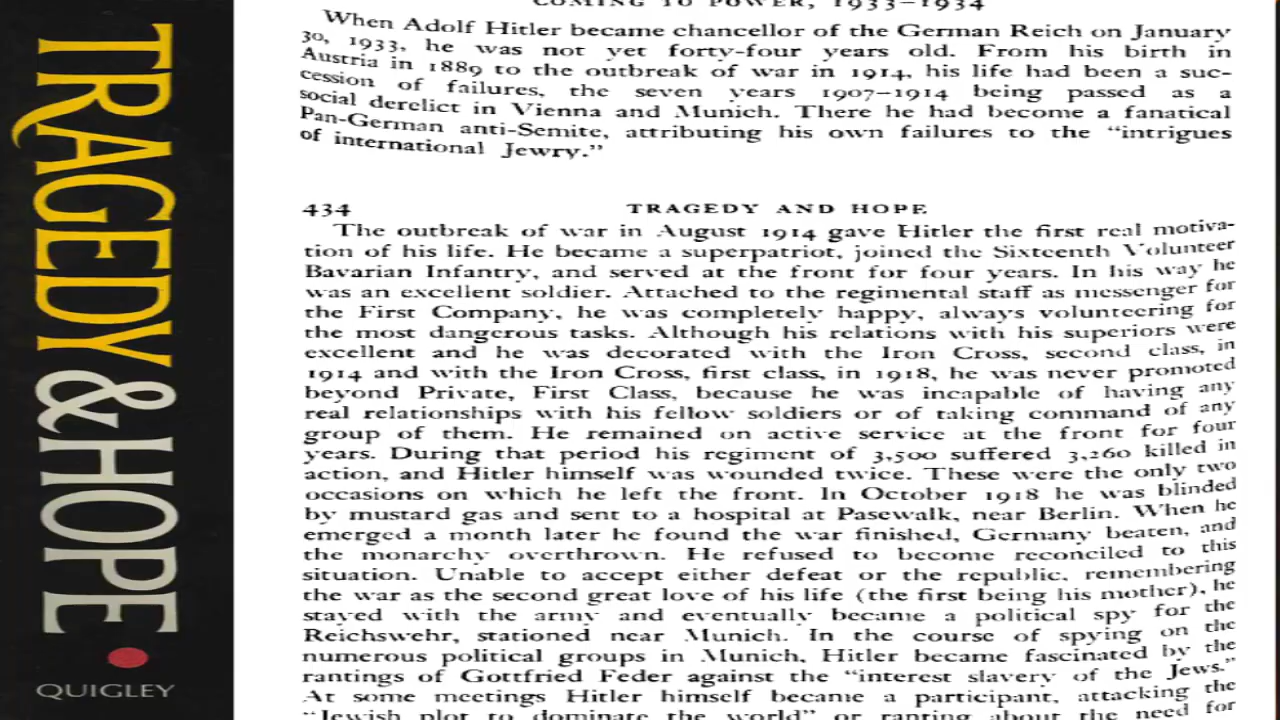 TRAGEDY & HOPE
QUIGLEY
COMING TO POWER, 1933–1934
When Adolf Hitler became chancellor of the German Reich on January
30, 1933, he was not yet forty-four years old. From his birth in
Austria in 1889 to the outbreak of war in 1914, his life had been a suc-
cession of failures, the seven years 1907–1914 being passed as a
social derelict in Vienna and Munich. There he had become a fanatical
Pan-German anti-Semite, attributing his own failures to the “intrigues
of international Jewry.”
434 TRAGEDY AND HOPE
The outbreak of war in August 1914 gave Hitler the first real motiva-
tion of his life. He became a superpatriot, joined the Sixteenth Volunteer
Bavarian Infantry, and served at the front for four years. In his way he
was an excellent soldier. Attached to the regimental staff as messenger for
the First Company, he was completely happy, always volunteering for
the most dangerous tasks. Although his relations with his superiors were
excellent and he was decorated with the Iron Cross, second class, in
1914 and with the Iron Cross, first class, in 1918, he was never promoted
beyond Private, First Class, because he was incapable of having any
real relationships with his fellow soldiers or of taking command of any
group of them. He remained on active service at the front for four
years. During that period his regiment of 3,500 suffered 3,260 killed in
action, and Hitler himself was wounded twice. These were the only two
occasions on which he left the front. In October 1918 he was blinded
by mustard gas and sent to a hospital at Pasewalk, near Berlin. When he
emerged a month later he found the war finished, Germany beaten, and
the monarchy overthrown. He refused to become reconciled to this
situation. Unable to accept either defeat or the republic, remembering
the war as the second great love of his life (the first being his mother), he
stayed with the army and eventually became a political spy for the
Reichswehr, stationed near Munich. In the course of spying on the
numerous political groups in Munich, Hitler became fascinated by the
rantings of Gottfried Feder against the “interest slavery of the Jews.”
At some meetings Hitler himself became a participant, attacking the
“Jewish plot to dominate the world” or ranting about the need for